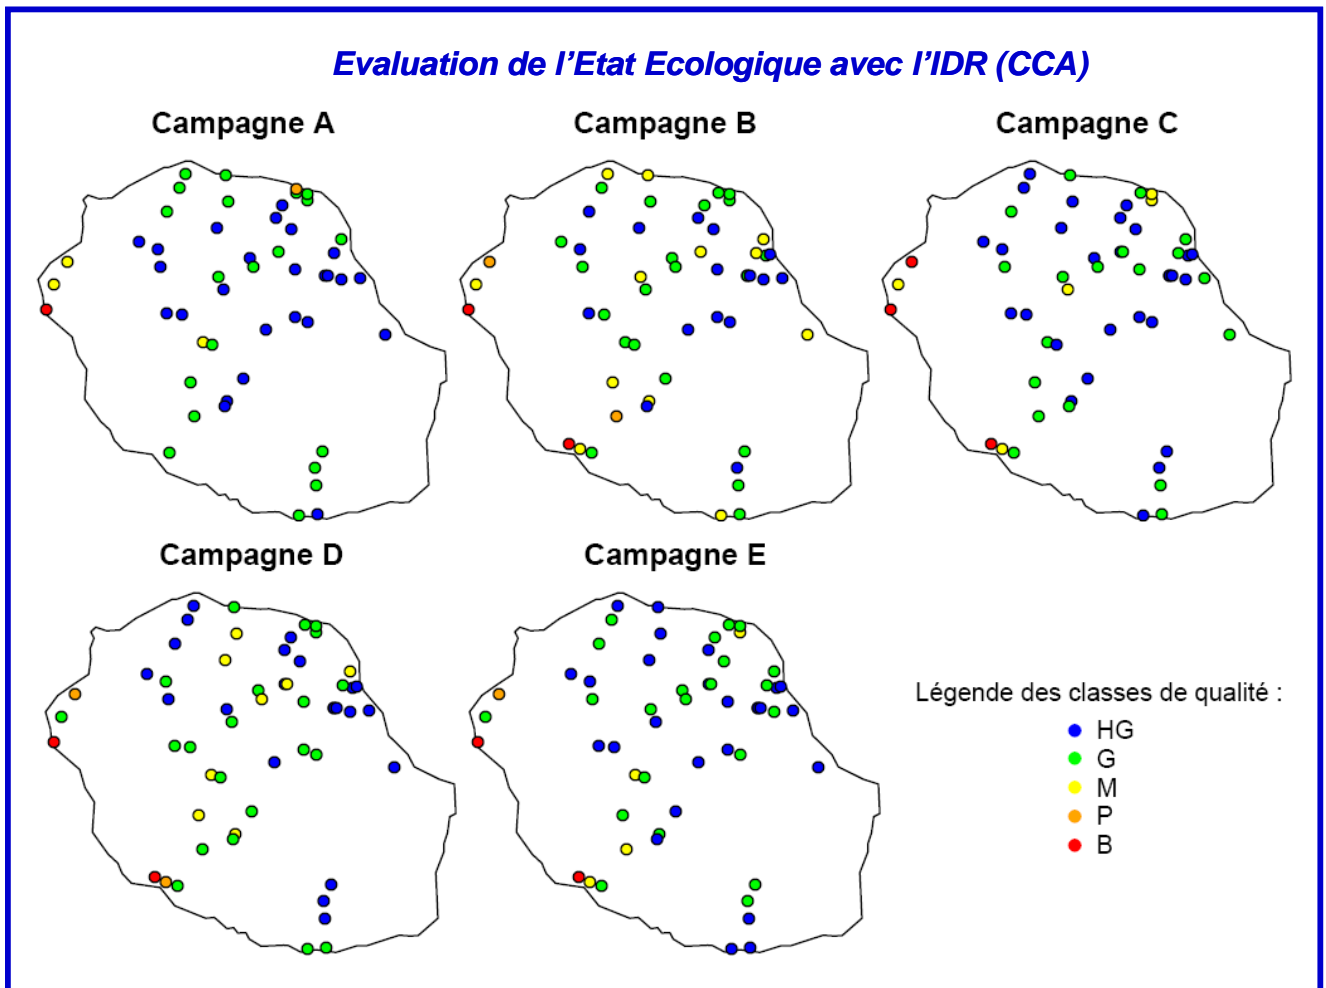 Evaluation de l’Etat Ecologique avec l’IDR (CCA)
Campagne A
Campagne B
Campagne C
Campagne D
Campagne E
Légende des classes de qualité :
HG
G
M
P
B